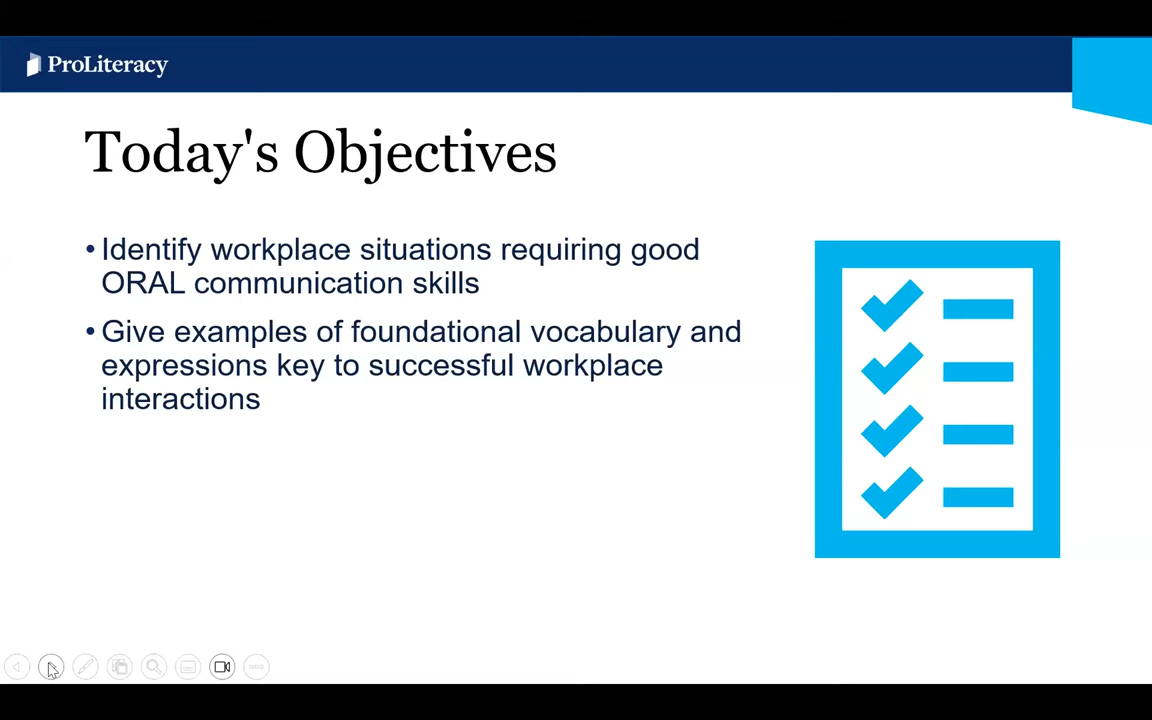 ProLiteracy
Today's Objectives
• Identify workplace situations requiring good
ORAL communication skills
• Give examples of foundational vocabulary and
expressions key to successful workplace
interactions